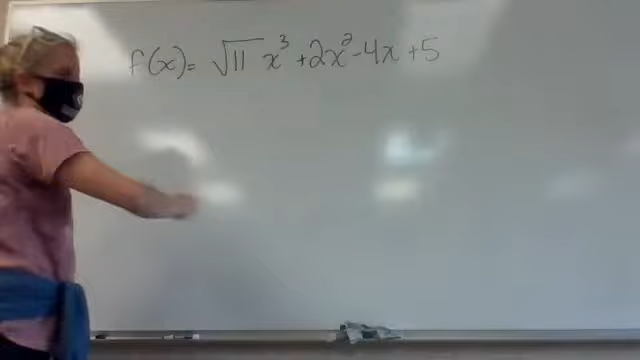 f(x) = √11 x³ + 2x² - 4x + 5